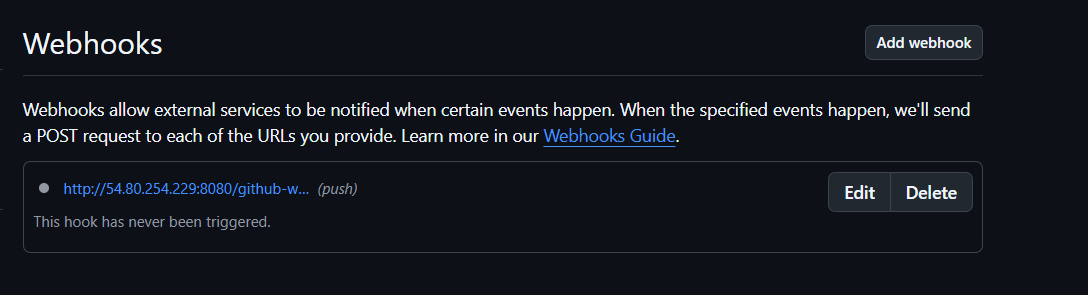 Webhooks
Add webhook
Webhooks allow external services to be notified when certain events happen. When the specified events happen, we'll send
a POST request to each of the URLs you provide. Learn more in our Webhooks Guide.
http://54.80.254.229:8080/github-w... (push)
Edit
Delete
This hook has never been triggered.